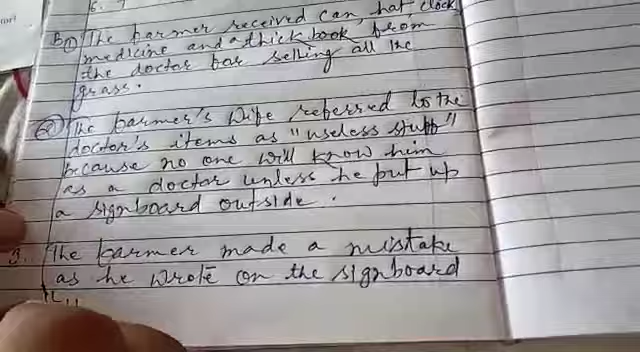 B ① The farmer received can, hat, clock
medicine and a thick book from
the doctor for selling all the
grass.
② The farmer's wife referred to the
doctor's items as "useless stuff"
because no one will know him
as a doctor unless he put up
a signboard outside.
3. The farmer made a mistake
as he wrote on the signboard